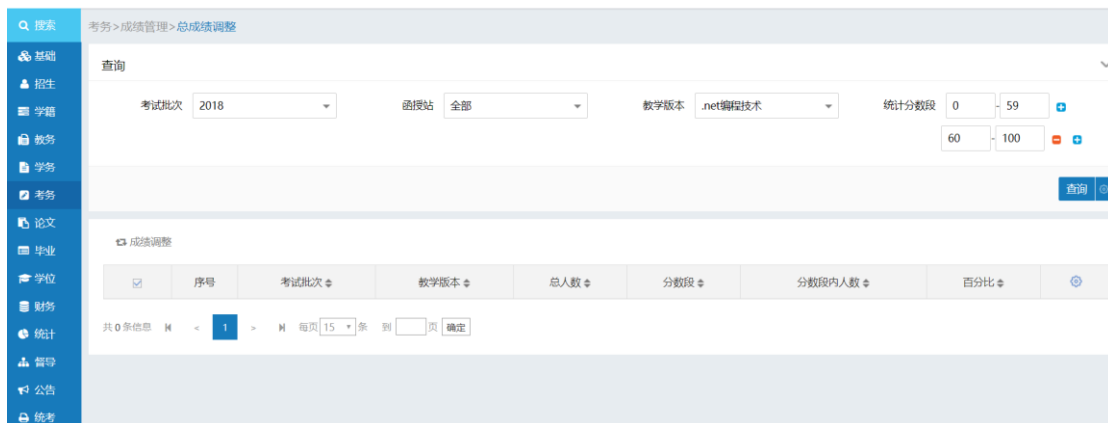 搜索
考务>成绩管理>总成绩调整
基础
招生
学籍
教务
学务
考务
论文
毕业
学位
财务
统计
督导
公告
统考
查询
考试批次 2018 函授站 全部 教学版本 .net编程技术 统计分数段 0 - 59
60 - 100
查询
成绩调整
序号 考试批次 教学版本 总人数 分数段 分数段内人数 百分比
共0条信息 « 1 » 每页 15 条 到 页 确定